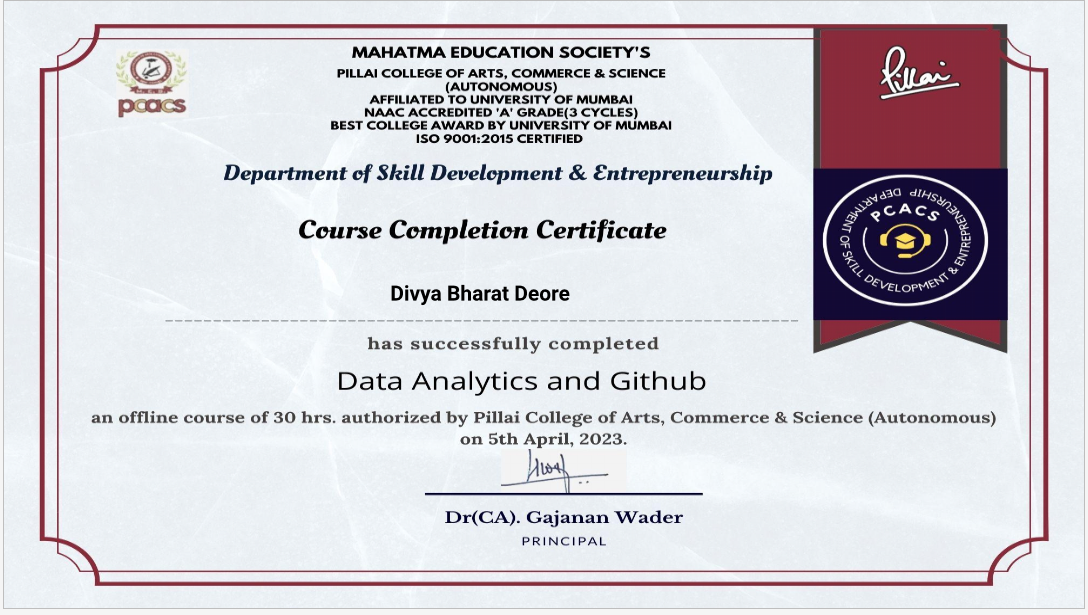 MAHATMA EDUCATION SOCIETY'S
PILLAI COLLEGE OF ARTS, COMMERCE & SCIENCE
(AUTONOMOUS)
AFFILIATED TO UNIVERSITY OF MUMBAI
NAAC ACCREDITED 'A' GRADE(3 CYCLES)
BEST COLLEGE AWARD BY UNIVERSITY OF MUMBAI
ISO 9001:2015 CERTIFIED
pcacs
Pillai
Department of Skill Development & Entrepreneurship
PCACS
DEPARTMENT OF SKILL DEVELOPMENT & ENTREPRENEURSHIP
Course Completion Certificate
Divya Bharat Deore
has successfully completed
Data Analytics and Github
an offline course of 30 hrs. authorized by Pillai College of Arts, Commerce & Science (Autonomous)
on 5th April, 2023.
Dr(CA). Gajanan Wader
PRINCIPAL